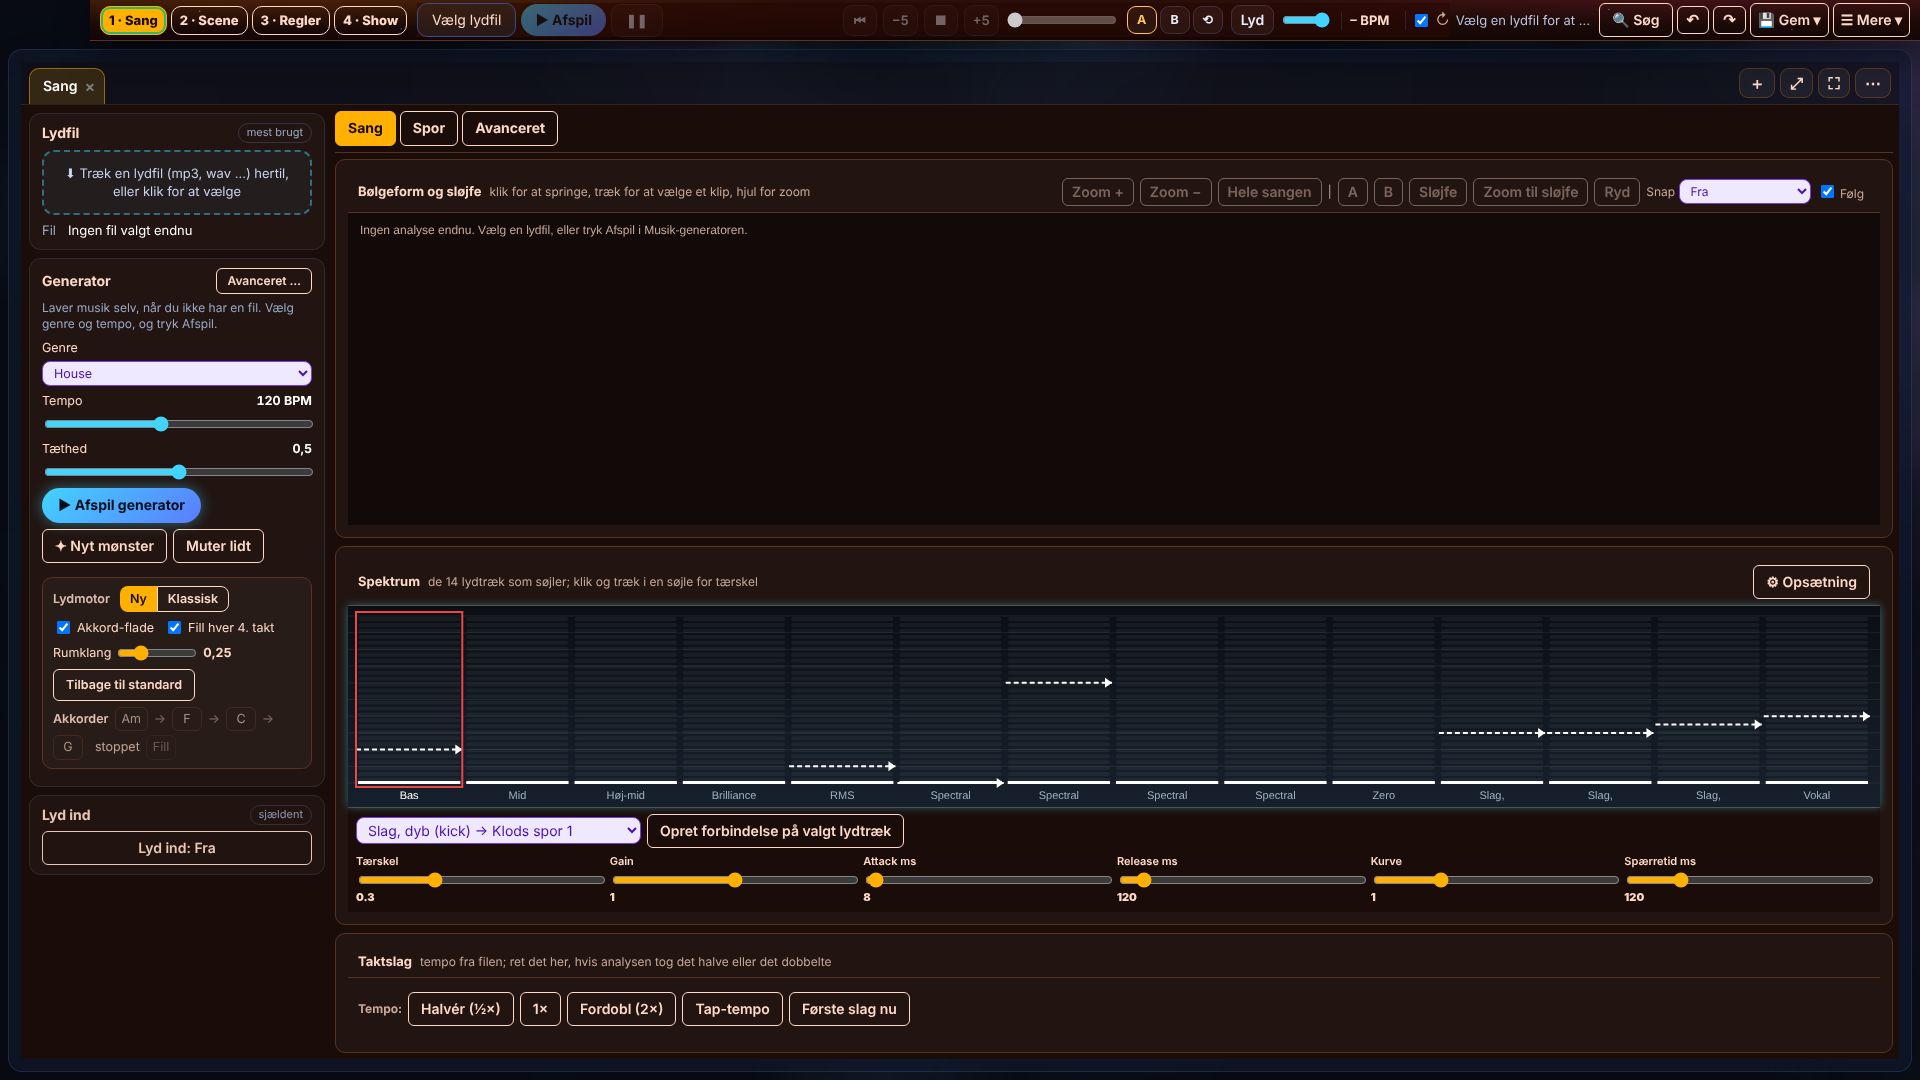 1 · Sang 2 · Scene 3 · Regler 4 · Show Vælg lydfil ▶ Afspil ❚❚ ⏮ −5 ■ +5 A B ⟲ Lyd – BPM ↻ Vælg en lydfil for at ... 🔍 Søg ↶ ↷ 💾 Gem ▾ ☰ Mere ▾
Sang × + ⤢ ⛶ ⋯
Lydfil mest brugt
⬇ Træk en lydfil (mp3, wav ...) hertil,
eller klik for at vælge
Fil Ingen fil valgt endnu
Generator Avanceret ...
Laver musik selv, når du ikke har en fil. Vælg
genre og tempo, og tryk Afspil.
Genre
House
Tempo 120 BPM
Tæthed 0,5
▶ Afspil generator
✦ Nyt mønster Muter lidt
Lydmotor Ny Klassisk
Akkord-flade Fill hver 4. takt
Rumklang 0,25
Tilbage til standard
Akkorder Am → F → C →
G stoppet Fill
Lyd ind sjældent
Lyd ind: Fra
Sang Spor Avanceret
Bølgeform og sløjfe klik for at springe, træk for at vælge et klip, hjul for zoom Zoom + Zoom − Hele sangen | A B Sløjfe Zoom til sløjfe Ryd Snap Fra Følg
Ingen analyse endnu. Vælg en lydfil, eller tryk Afspil i Musik-generatoren.
Spektrum de 14 lydtræk som søjler; klik og træk i en søjle for tærskel ⚙ Opsætning
Bas Mid Høj-mid Brilliance RMS Spectral Spectral Spectral Spectral Zero Slag, Slag, Slag, Vokal
Slag, dyb (kick) → Klods spor 1 Opret forbindelse på valgt lydtræk
Tærskel Gain Attack ms Release ms Kurve Spærretid ms
0.3 1 8 120 1 120
Taktslag tempo fra filen; ret det her, hvis analysen tog det halve eller det dobbelte
Tempo: Halvér (½×) 1× Fordobl (2×) Tap-tempo Første slag nu